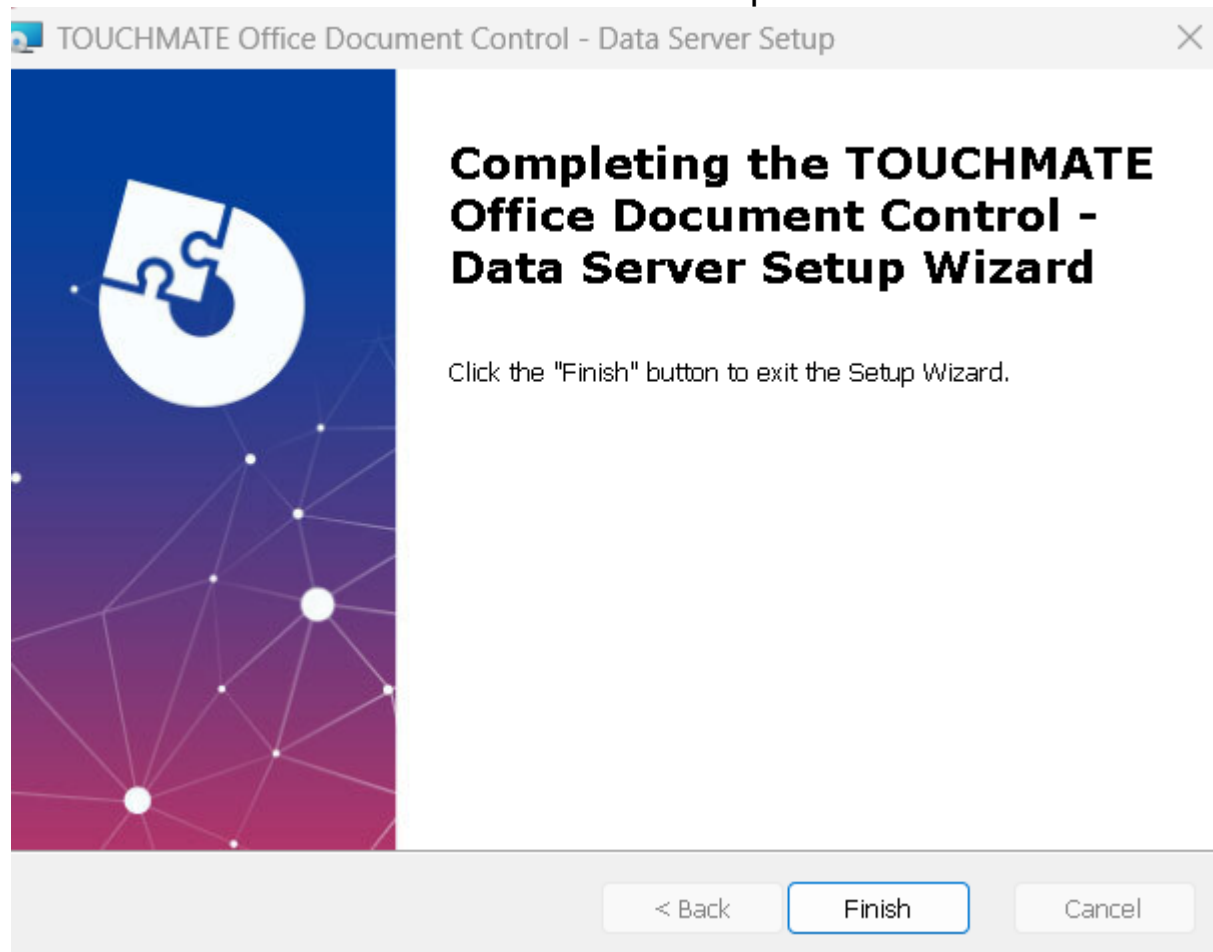 TOUCHMATE Office Document Control - Data Server Setup
Completing the TOUCHMATE
Office Document Control -
Data Server Setup Wizard
Click the "Finish" button to exit the Setup Wizard.
< Back
Finish
Cancel